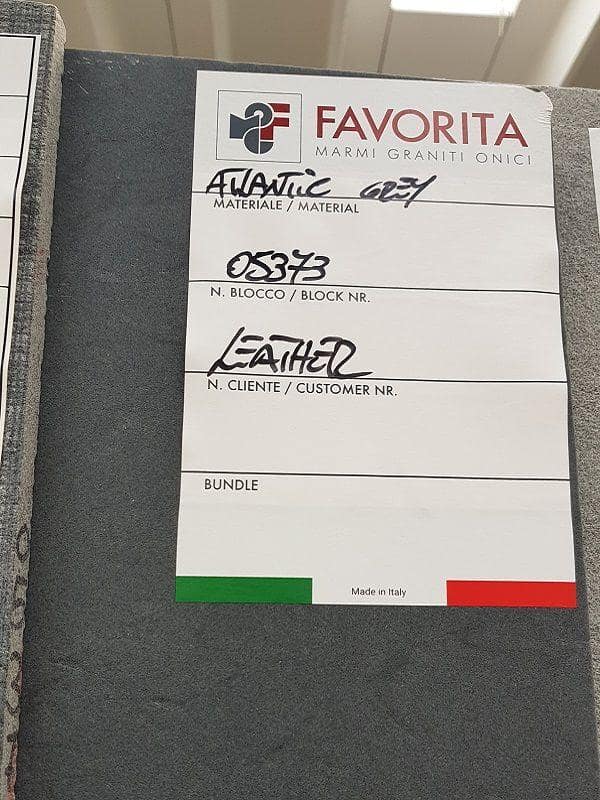 FAVORITA
MARMI GRANITI ONICI
ATLANTIC GREY
MATERIALE / MATERIAL
05373
N. BLOCCO / BLOCK NR.
LEATHER
N. CLIENTE / CUSTOMER NR.
BUNDLE
Made in Italy